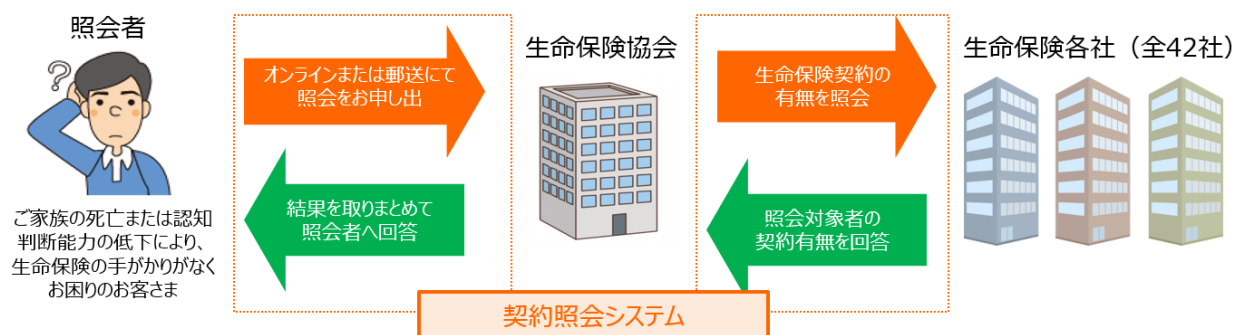 照会者
ご家族の死亡または認知
判断能力の低下により、
生命保険の手がかりがなく
お困りのお客さま
オンラインまたは郵送にて
照会をお申し出
結果を取りまとめて
照会者へ回答
生命保険協会
生命保険契約の
有無を照会
照会対象者の
契約有無を回答
生命保険各社（全42社）
契約照会システム